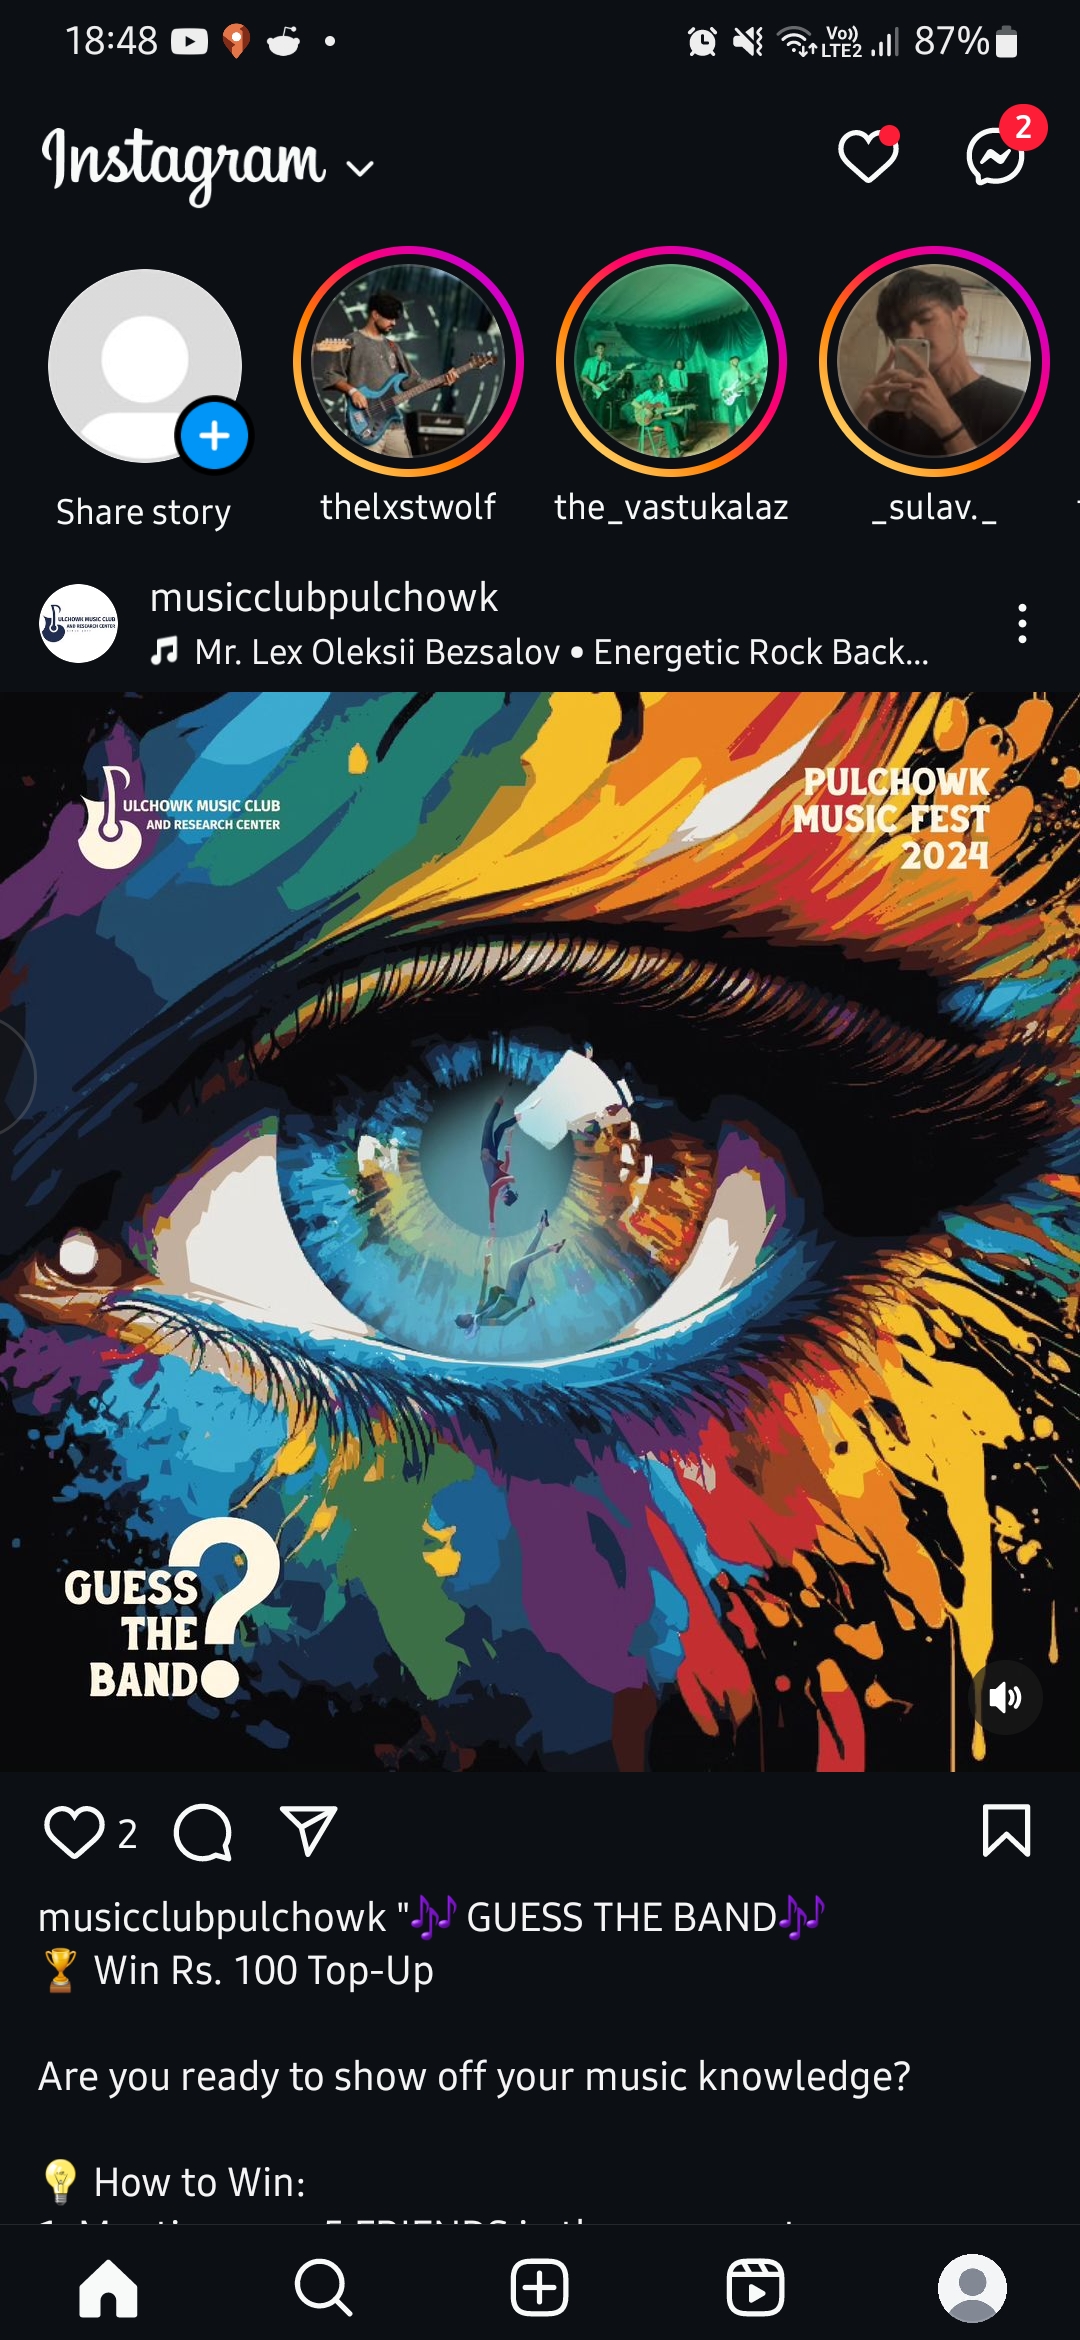 18:48
Vo)) LTE2 87%
Instagram
2
Share story
thelxstwolf
the_vastukalaz
_sulav._
musicclubpulchowk
Mr. Lex Oleksii Bezsalov • Energetic Rock Back...
ULCHOWK MUSIC CLUB
AND RESEARCH CENTER
PULCHOWK
MUSIC FEST
2024
GUESS
THE
BAND?
2
musicclubpulchowk "🎶 GUESS THE BAND🎶
🏆 Win Rs. 100 Top-Up
Are you ready to show off your music knowledge?
💡 How to Win: